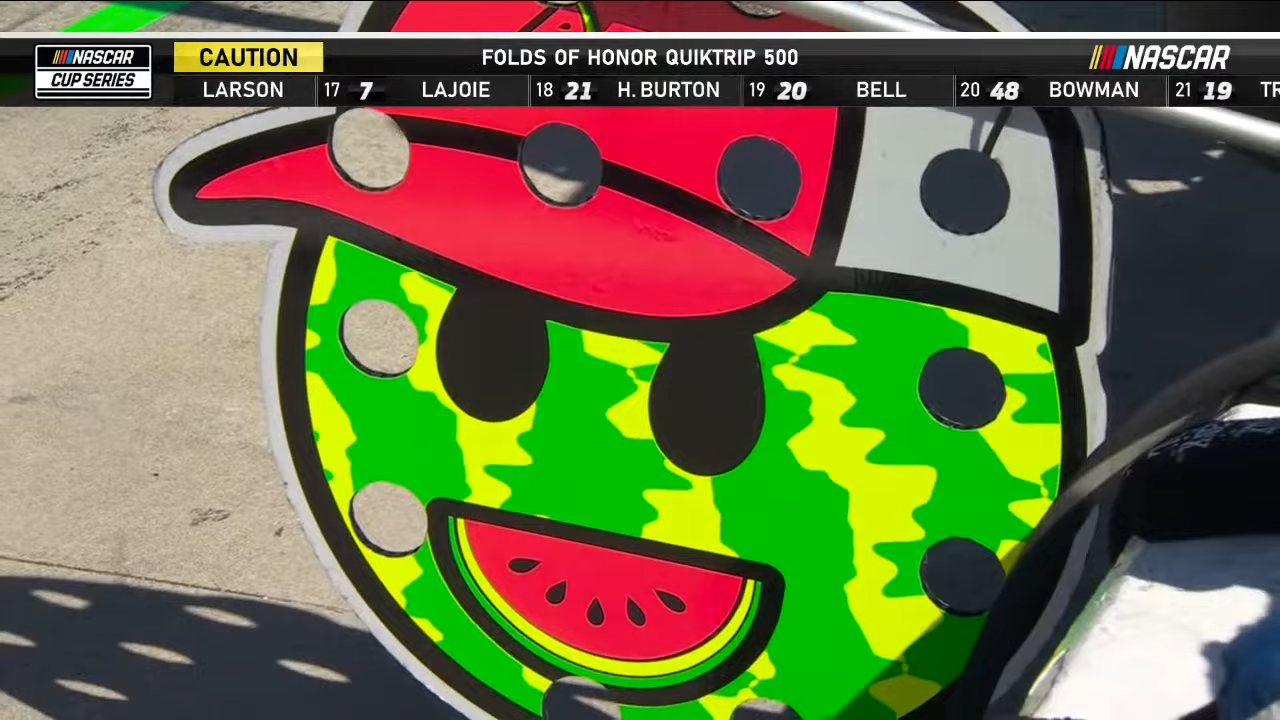 NASCAR
CUP SERIES
CAUTION
FOLDS OF HONOR QUIKTRIP 500
NASCAR
LARSON 17 7 LAJOIE 18 21 H. BURTON 19 20 BELL 20 48 BOWMAN 21 19 TR